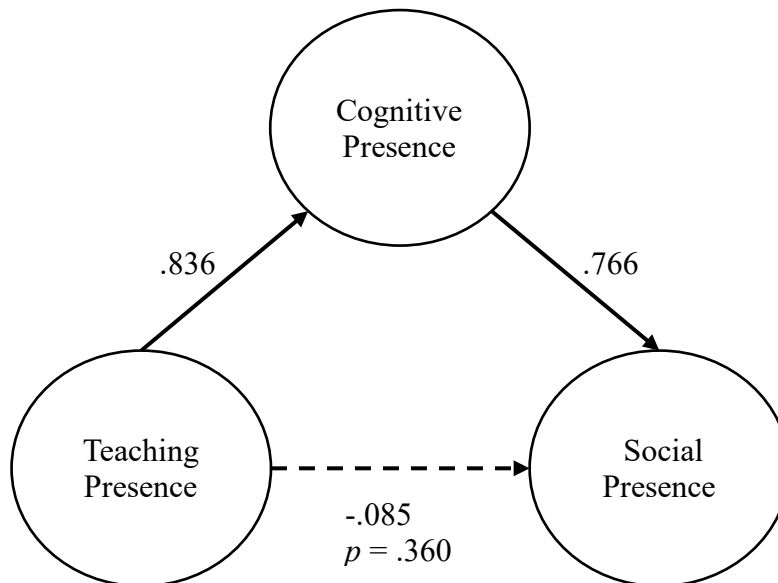 Cognitive
Presence
.836
.766
Teaching
Presence
Social
Presence
-.085
p = .360